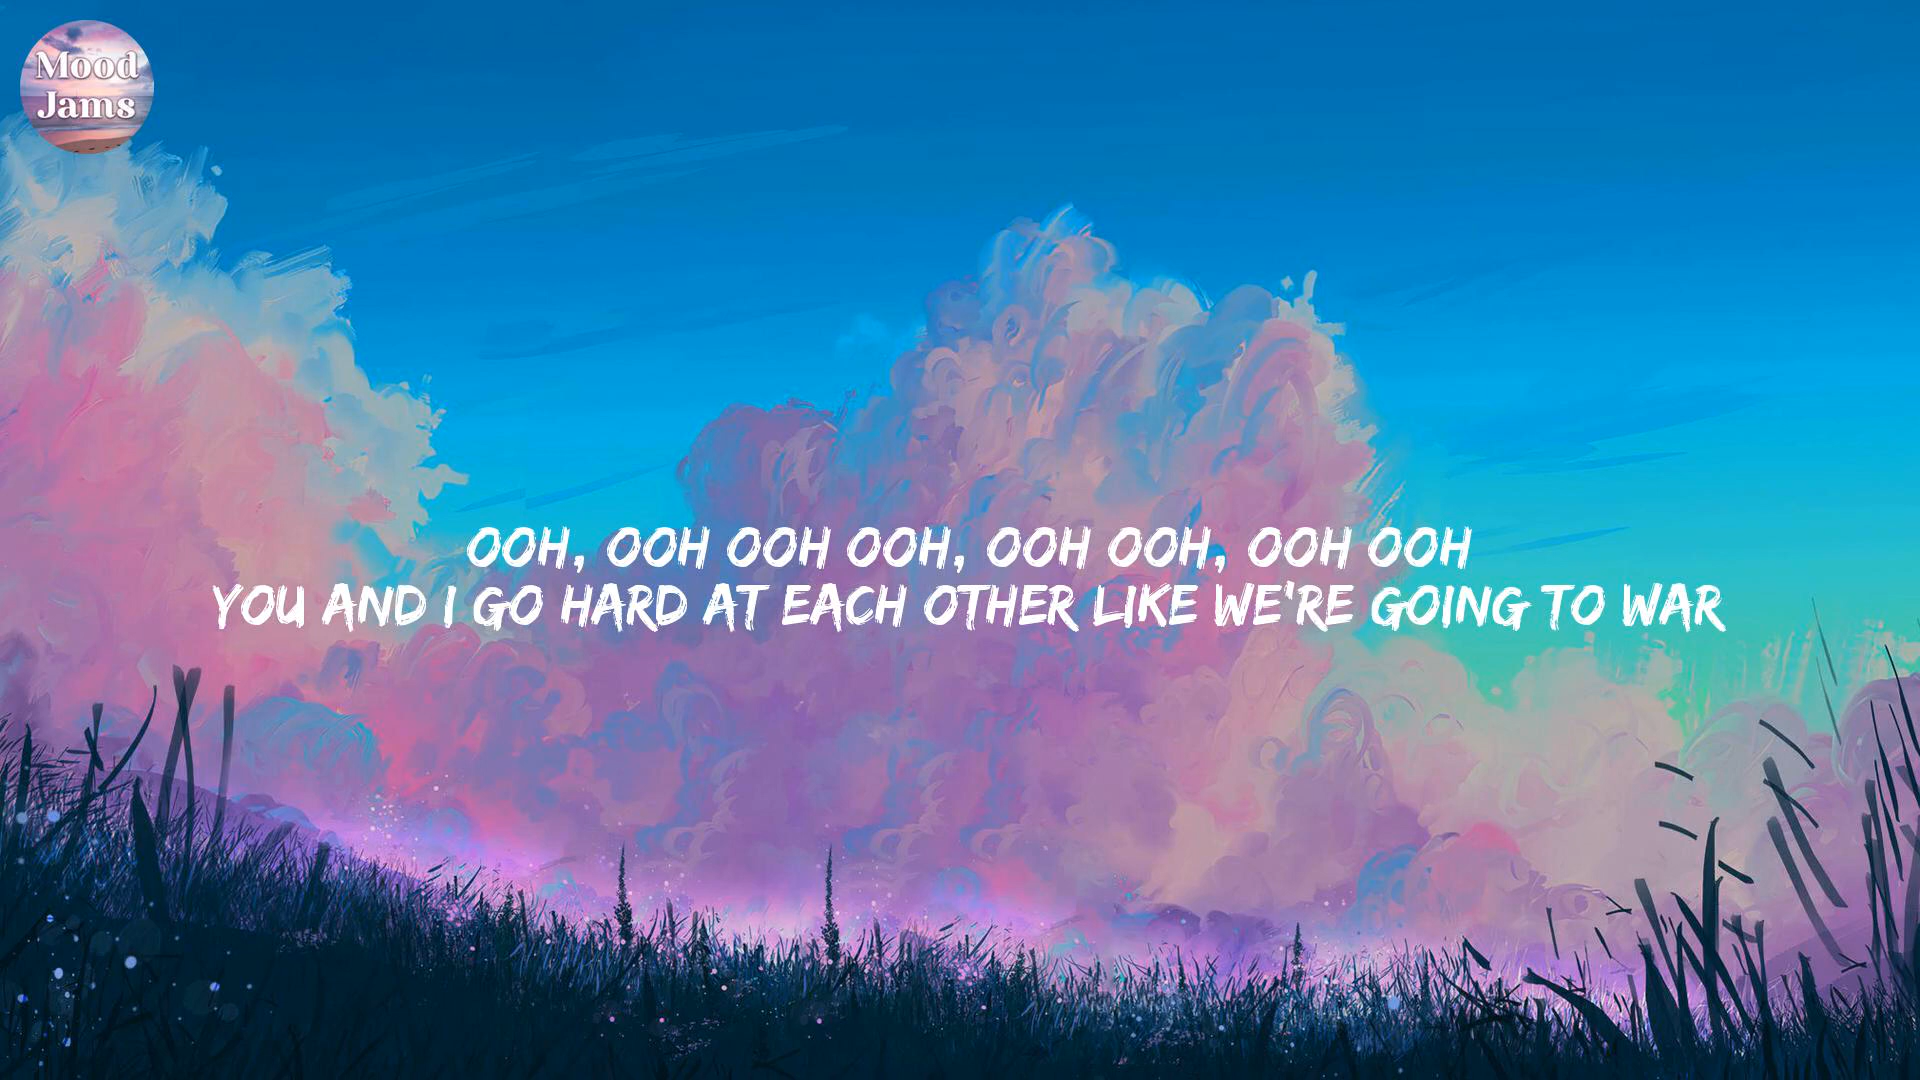 Mood
Jams
OOH, OOH OOH OOH, OOH OOH, OOH OOH
YOU AND I GO HARD AT EACH OTHER LIKE WE'RE GOING TO WAR